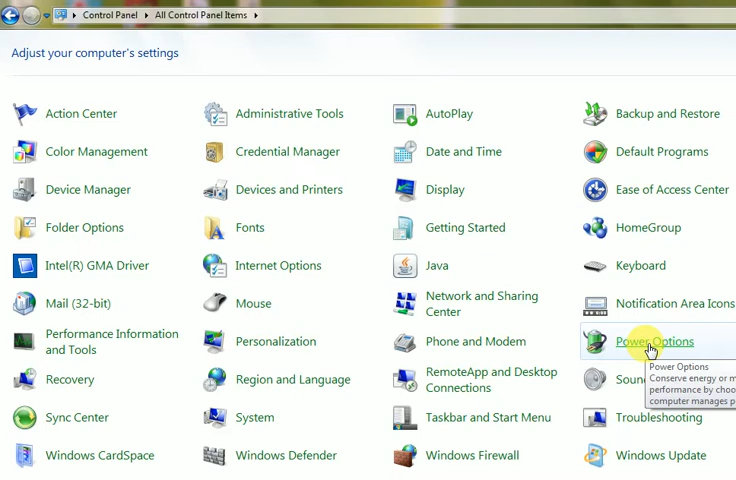 Control Panel All Control Panel Items
Adjust your computer's settings
Action Center
Administrative Tools
AutoPlay
Backup and Restore
Color Management
Credential Manager
Date and Time
Default Programs
Device Manager
Devices and Printers
Display
Ease of Access Center
Folder Options
Fonts
Getting Started
HomeGroup
Intel(R) GMA Driver
Internet Options
Java
Keyboard
Mail (32-bit)
Mouse
Network and Sharing
Center
Notification Area Icons
Performance Information
and Tools
Personalization
Phone and Modem
Power Options
Power Options
Conserve energy or m
performance by choo
computer manages p
Recovery
Region and Language
RemoteApp and Desktop
Connections
Soun
Sync Center
System
Taskbar and Start Menu
Troubleshooting
Windows CardSpace
Windows Defender
Windows Firewall
Windows Update